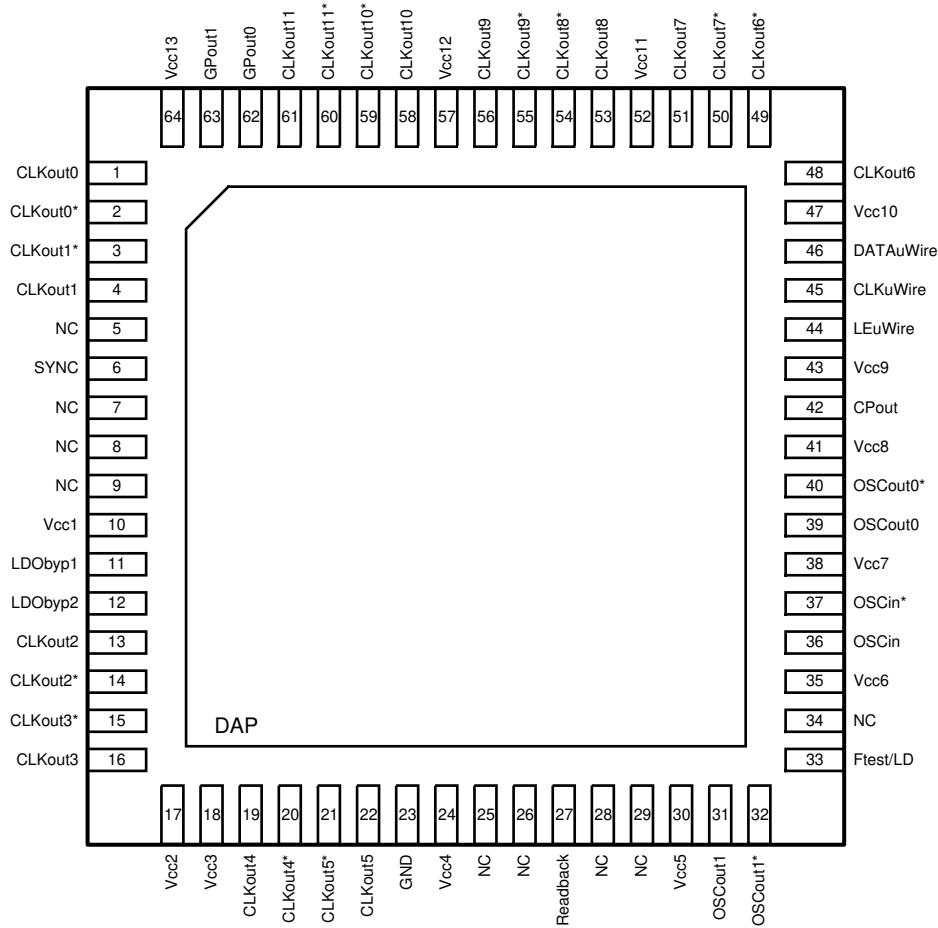 Vcc13
GPout1
GPout0
CLKout11
CLKout11*
CLKout10*
CLKout10
Vcc12
CLKout9
CLKout9*
CLKout8*
CLKout8
Vcc11
CLKout7
CLKout7*
CLKout6*
64 63 62 61 60 59 58 57 56 55 54 53 52 51 50 49
CLKout0 1 48 CLKout6
CLKout0* 2 47 Vcc10
CLKout1* 3 46 DATAuWire
CLKout1 4 45 CLKuWire
NC 5 44 LEuWire
SYNC 6 43 Vcc9
NC 7 42 CPout
NC 8 41 Vcc8
NC 9 40 OSCout0*
Vcc1 10 39 OSCout0
LDObyp1 11 38 Vcc7
LDObyp2 12 37 OSCin*
CLKout2 13 36 OSCin
CLKout2* 14 35 Vcc6
CLKout3* 15 34 NC
DAP
CLKout3 16 33 Ftest/LD
17 18 19 20 21 22 23 24 25 26 27 28 29 30 31 32
Vcc2
Vcc3
CLKout4
CLKout4*
CLKout5*
CLKout5
GND
Vcc4
NC
NC
Readback
NC
NC
Vcc5
OSCout1
OSCout1*